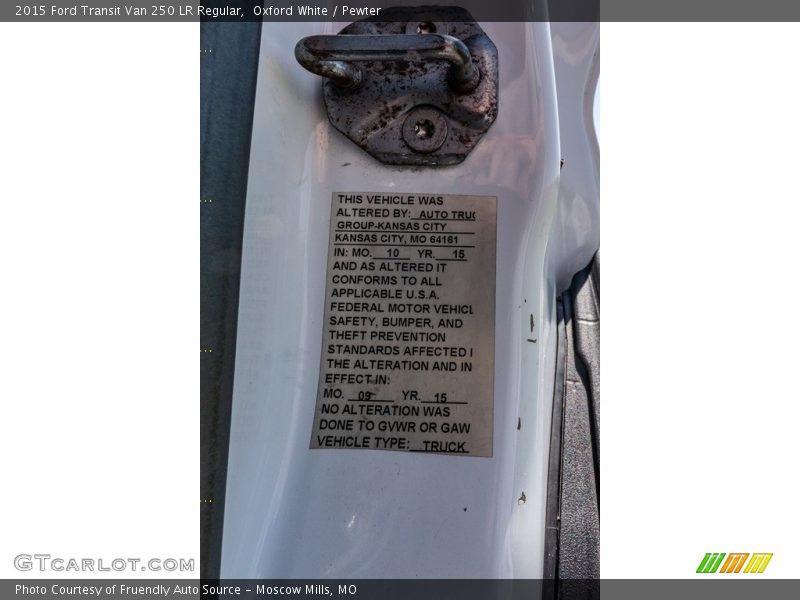 2015 Ford Transit Van 250 LR Regular, Oxford White / Pewter
THIS VEHICLE WAS
ALTERED BY: AUTO TRUC
GROUP-KANSAS CITY
KANSAS CITY, MO 64161
IN: MO. 10 YR. 15
AND AS ALTERED IT
CONFORMS TO ALL
APPLICABLE U.S.A.
FEDERAL MOTOR VEHICL
SAFETY, BUMPER, AND
THEFT PREVENTION
STANDARDS AFFECTED I
THE ALTERATION AND IN
EFFECT IN:
MO. 09 YR. 15
NO ALTERATION WAS
DONE TO GVWR OR GAW
VEHICLE TYPE: TRUCK
GTCarLot.com
Photo Courtesy of Fruendly Auto Source - Moscow Mills, MO